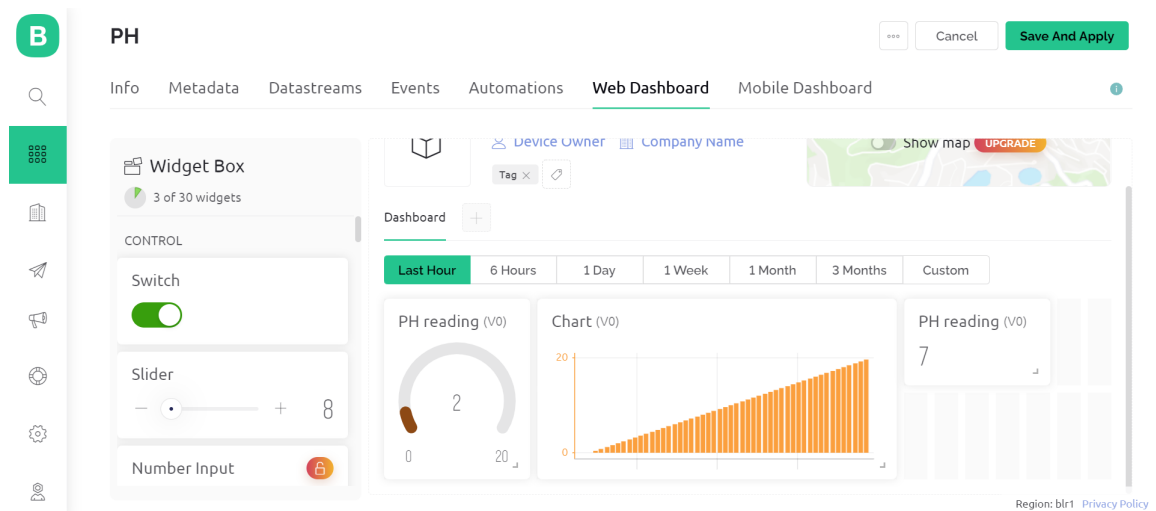 B
PH
Cancel
Save And Apply
Info Metadata Datastreams Events Automations Web Dashboard Mobile Dashboard
Widget Box
3 of 30 widgets
CONTROL
Switch
Slider
8
Number Input
Device Owner Company Name
Show map UPGRADE
Tag
Dashboard
Last Hour 6 Hours 1 Day 1 Week 1 Month 3 Months Custom
PH reading (V0)
2
0 20
Chart (V0)
20
0
PH reading (V0)
7
Region: blr1 Privacy Policy